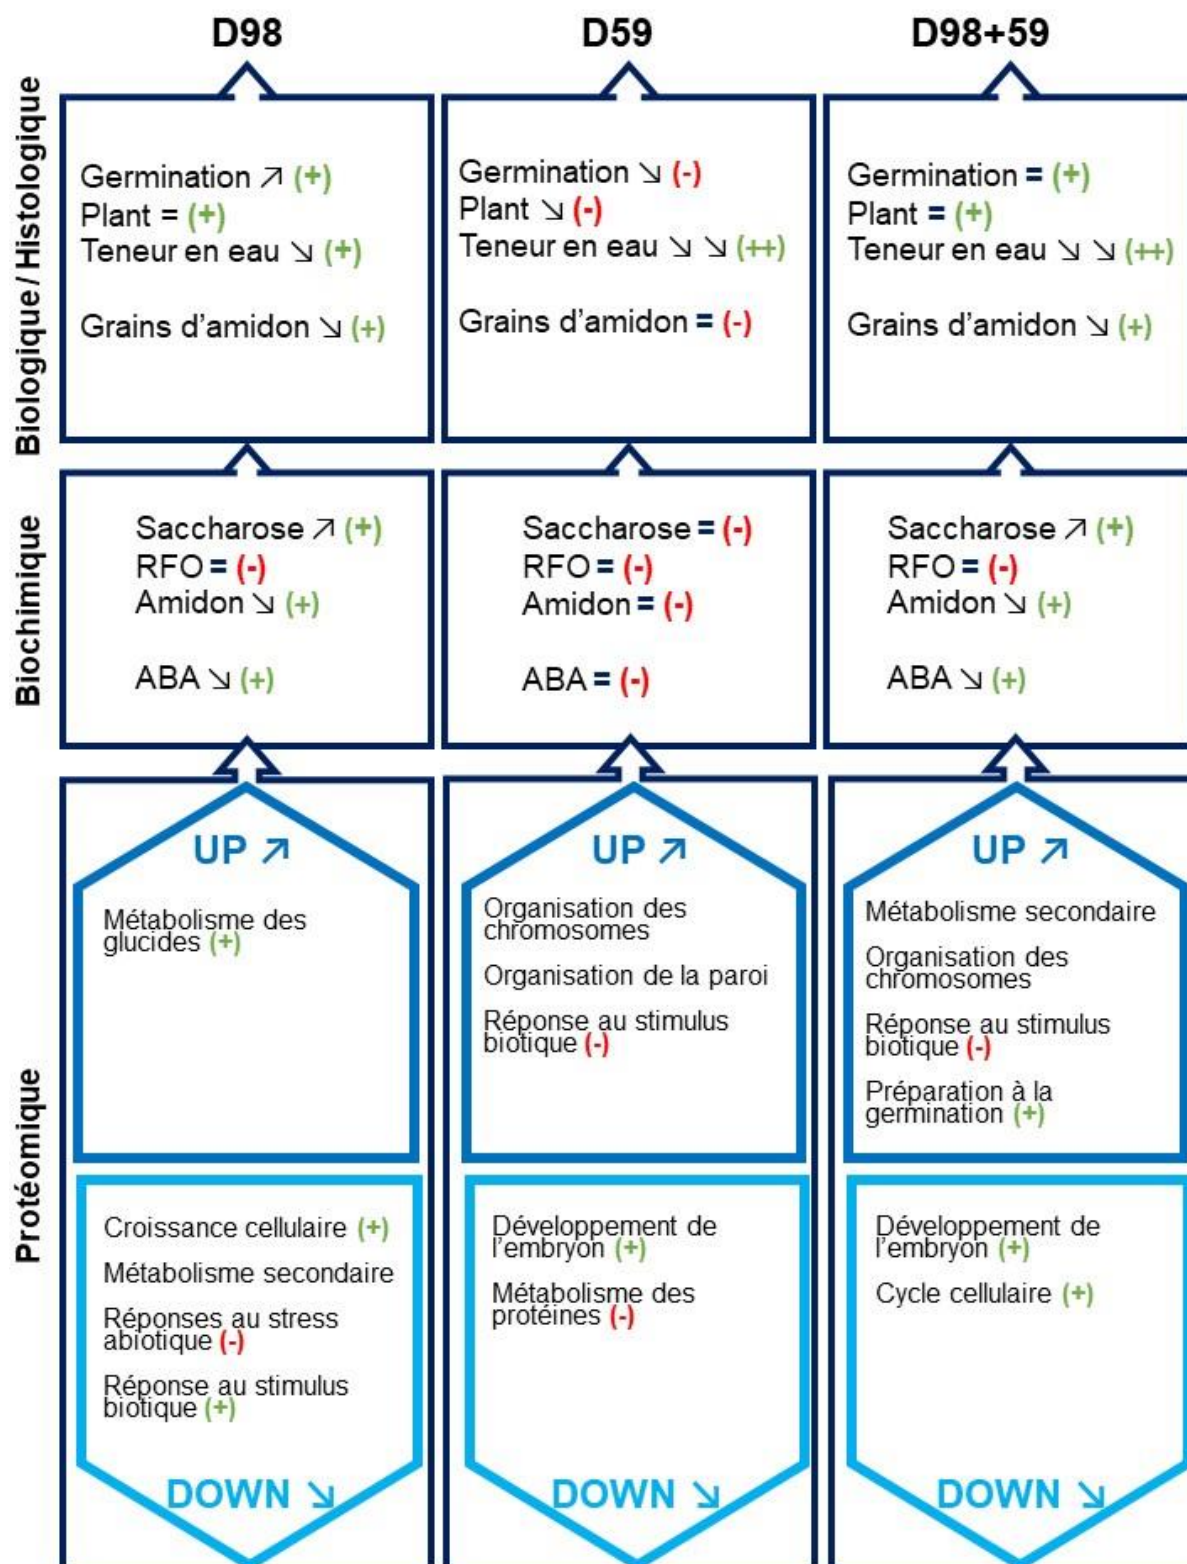 D98
D59
D98+59
Biologique / Histologique
Germination ↗ (+)
Plant = (+)
Teneur en eau ↘ (+)
Grains d'amidon ↘ (+)
Germination ↘ (-)
Plant ↘ (-)
Teneur en eau ↘ ↘ (++)
Grains d'amidon = (-)
Germination = (+)
Plant = (+)
Teneur en eau ↘ ↘ (++)
Grains d'amidon ↘ (+)
Biochimique
Saccharose ↗ (+)
RFO = (-)
Amidon ↘ (+)
ABA ↘ (+)
Saccharose = (-)
RFO = (-)
Amidon = (-)
ABA = (-)
Saccharose ↗ (+)
RFO = (-)
Amidon ↘ (+)
ABA ↘ (+)
Protéomique
UP ↗
Métabolisme des
glucides (+)
UP ↗
Organisation des
chromosomes
Organisation de la paroi
Réponse au stimulus
biotique (-)
UP ↗
Métabolisme secondaire
Organisation des
chromosomes
Réponse au stimulus
biotique (-)
Préparation à la
germination (+)
Croissance cellulaire (+)
Métabolisme secondaire
Réponses au stress
abiotique (-)
Réponse au stimulus
biotique (+)
DOWN ↘
Développement de
l'embryon (+)
Métabolisme des
protéines (-)
DOWN ↘
Développement de
l'embryon (+)
Cycle cellulaire (+)
DOWN ↘